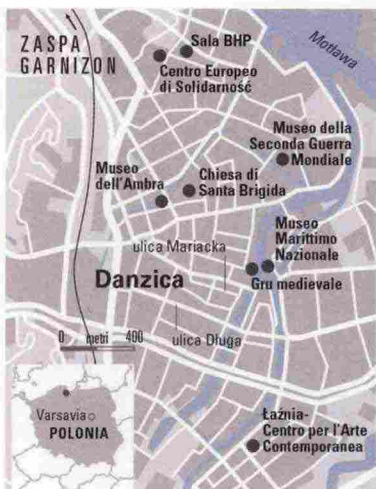 ZASPA
GARNIZON
Sala BHP
Centro Europeo
di Solidarność
Motława
Museo della
Seconda Guerra
Mondiale
Museo
dell'Ambra
Chiesa di
Santa Brigida
ulica Mariacka
Museo
Marittimo
Nazionale
Danzica
Gru medievale
0 metri 400
ulica Długa
Varsavia
POLONIA
Łaźnia-
Centro per l'Arte
Contemporanea